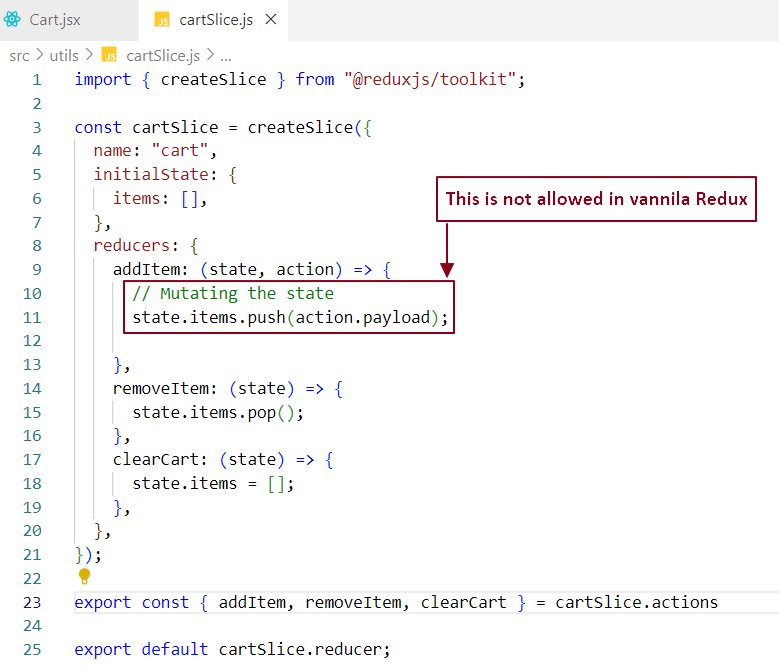 Cart.jsx JS cartSlice.js ×
src > utils > JS cartSlice.js > ...
1 import { createSlice } from "@reduxjs/toolkit";
2
3 const cartSlice = createSlice({
4 name: "cart",
5 initialState: {
6 items: [],
7 },
8 reducers: {
This is not allowed in vannila Redux
9 addItem: (state, action) => {
10 // Mutating the state
11 state.items.push(action.payload);
12
13 },
14 removeItem: (state) => {
15 state.items.pop();
16 },
17 clearCart: (state) => {
18 state.items = [];
19 },
20 },
21 });
22
23 export const { addItem, removeItem, clearCart } = cartSlice.actions
24
25 export default cartSlice.reducer;